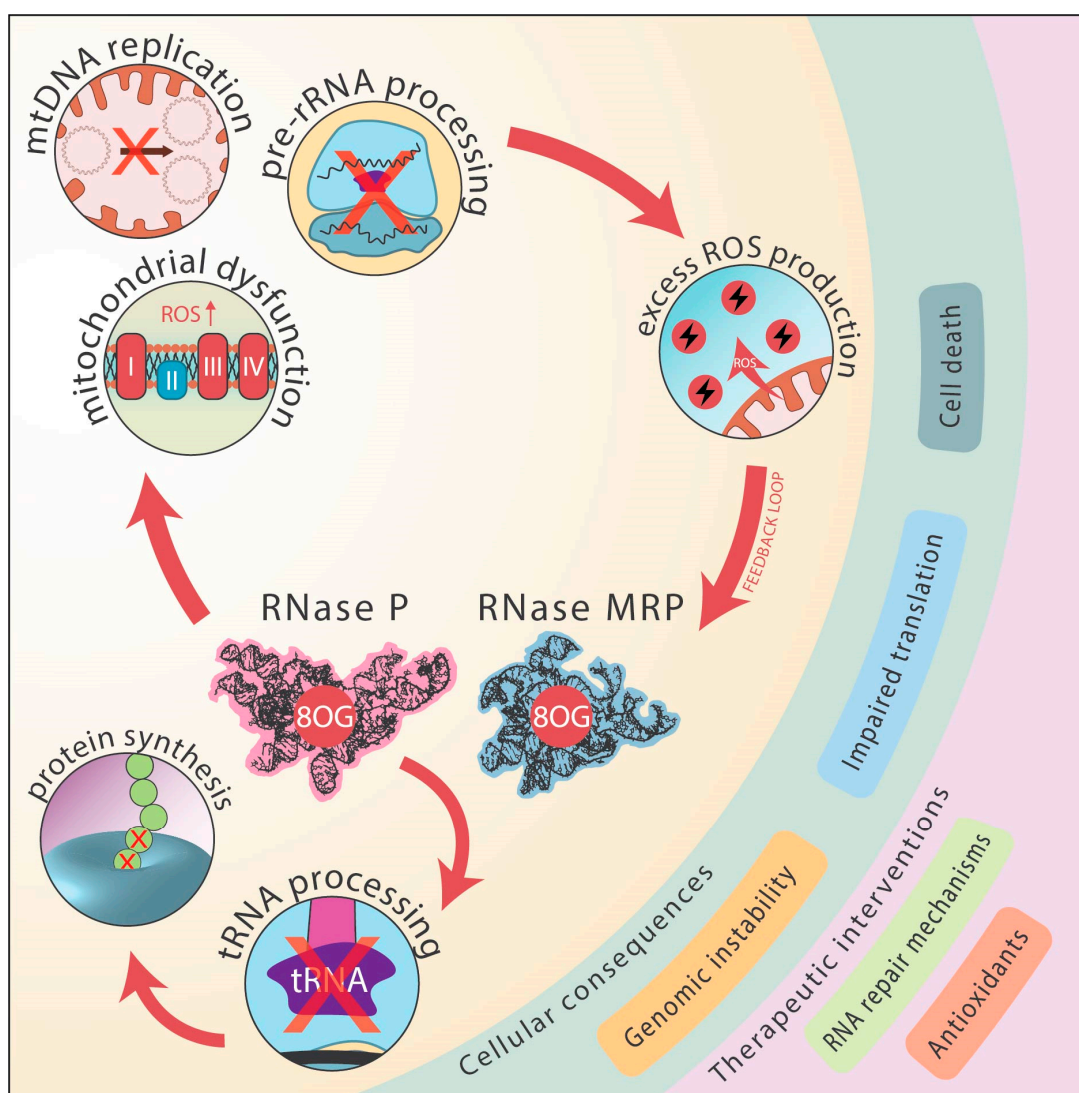 mtDNA replication
pre-rRNA processing
mitochondrial dysfunction
ROS
I
II
III
IV
excess ROS production
ROS
FEEDBACK LOOP
RNase P
RNase MRP
8OG
8OG
protein synthesis
X
X
tRNA processing
tRNA
Cellular consequences
Cell death
Impaired translation
Genomic instability
Therapeutic interventions
RNA repair mechanisms
Antioxidants